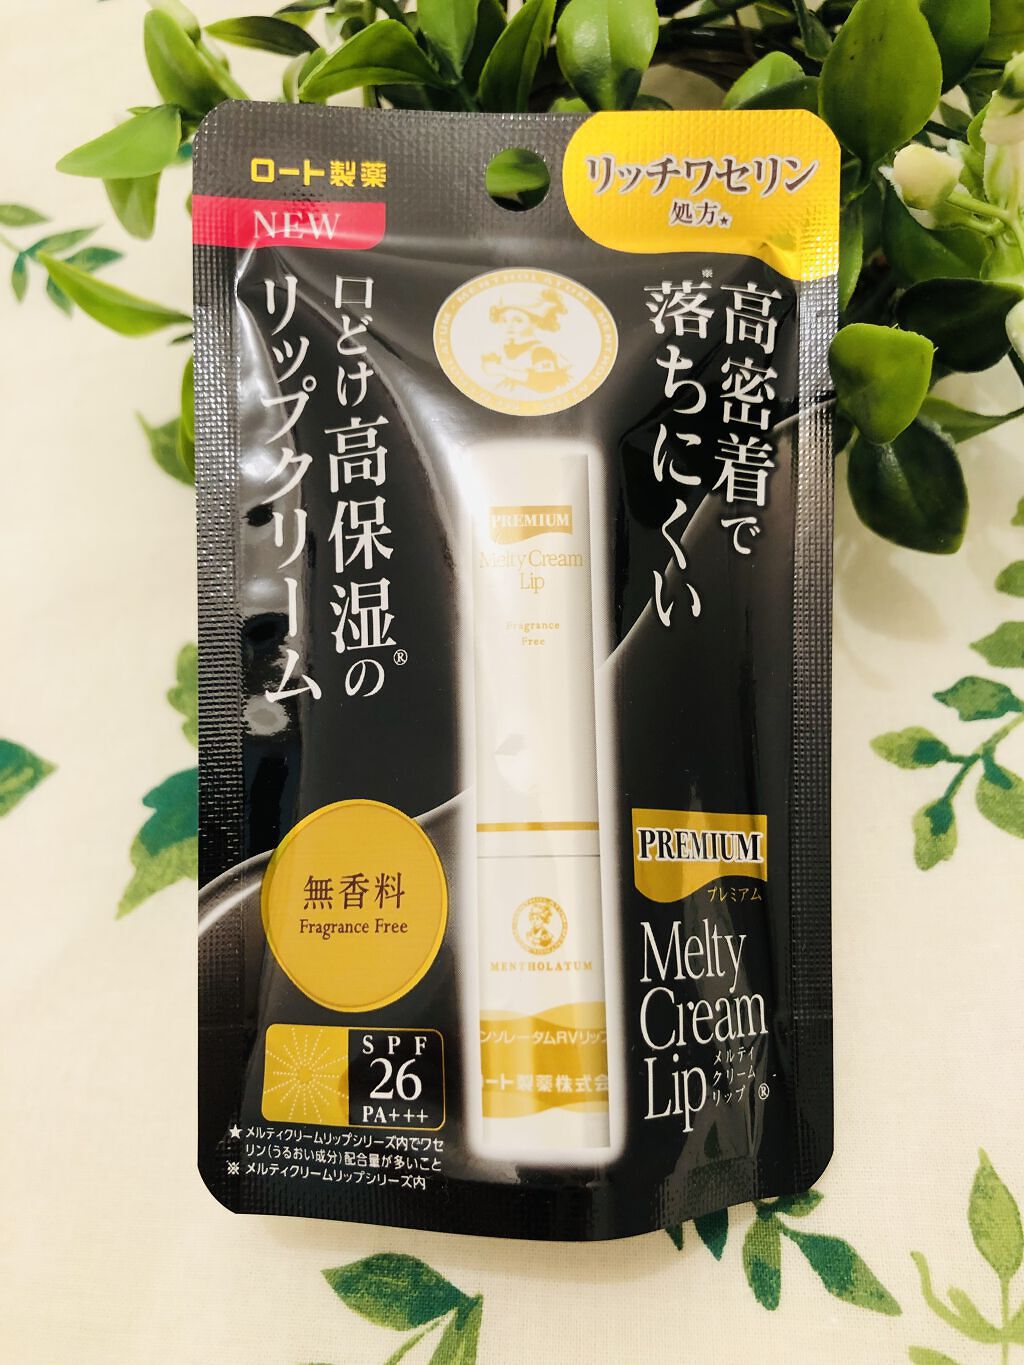 ロート製薬
NEW
リッチワセリン
処方★
高密着で
※落ちにくい
口どけ高保湿の®
リップクリーム
PREMIUM
Melty Cream
Lip
Fragrance
Free
MENTHOLATUM
ンソレータムRVリップ
ロート製薬株式会
無香料
Fragrance Free
SPF
26
PA+++
PREMIUM
プレミアム
Melty
Cream
Lip
メルティ
クリーム
リップ®
★メルティクリームリップシリーズ内でワセ
リン(うるおい成分)配合量が多いこと
※メルティクリームリップシリーズ内